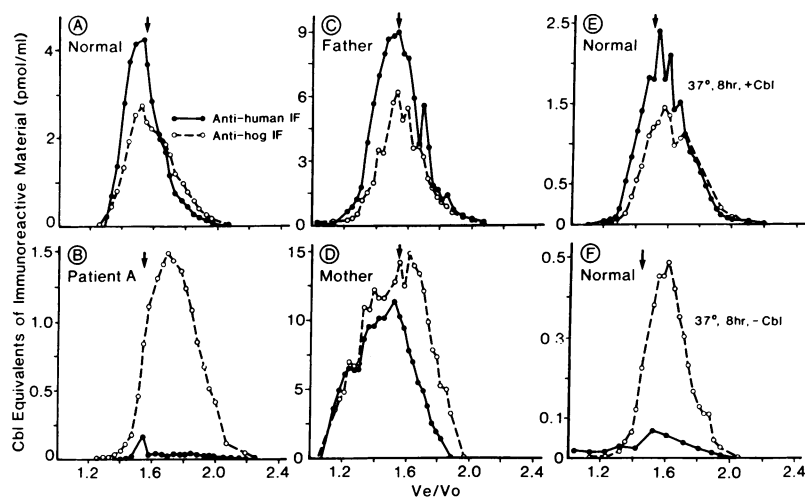 A
Normal
4
2
0
Anti-human IF
Anti-hog IF
C
Father
9
6
3
0
E
Normal
37°, 8hr, +Cbl
2.5
1.5
0.5
0
B
Patient A
1.5
1.0
0.5
0
1.2 1.6 2.0 2.4
D
Mother
15
10
5
0
1.2 1.6 2.0 2.4
F
Normal
37°, 8hr, -Cbl
0.5
0.3
0.1
0
1.2 1.6 2.0 2.4
Cbl Equivalents of Immunoreactive Material (pmol/ml)
Ve/Vo